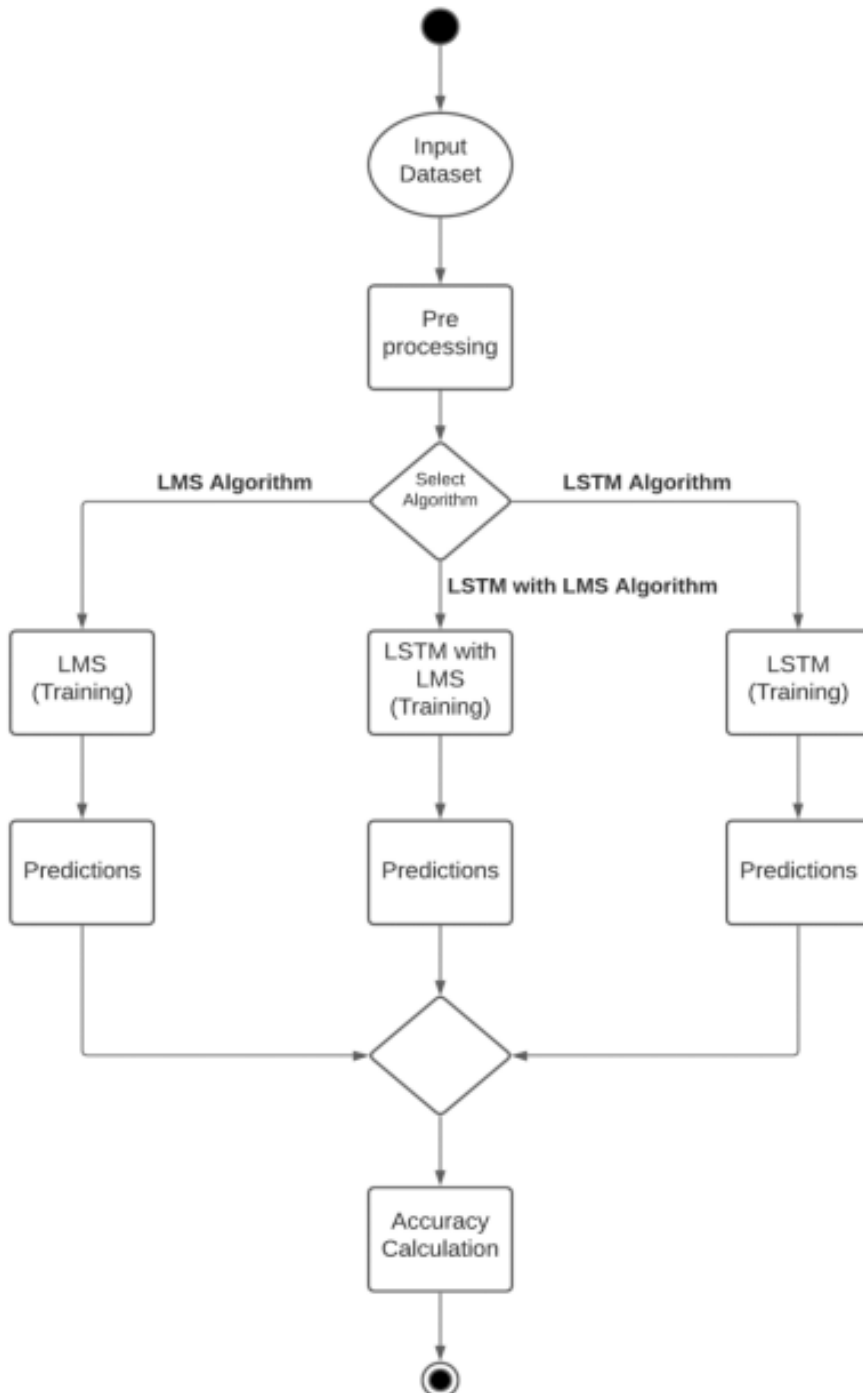 Input
Dataset
Pre
processing
Select
Algorithm
LMS Algorithm
LSTM Algorithm
LSTM with LMS Algorithm
LMS
(Training)
LSTM with
LMS
(Training)
LSTM
(Training)
Predictions
Predictions
Predictions
Accuracy
Calculation